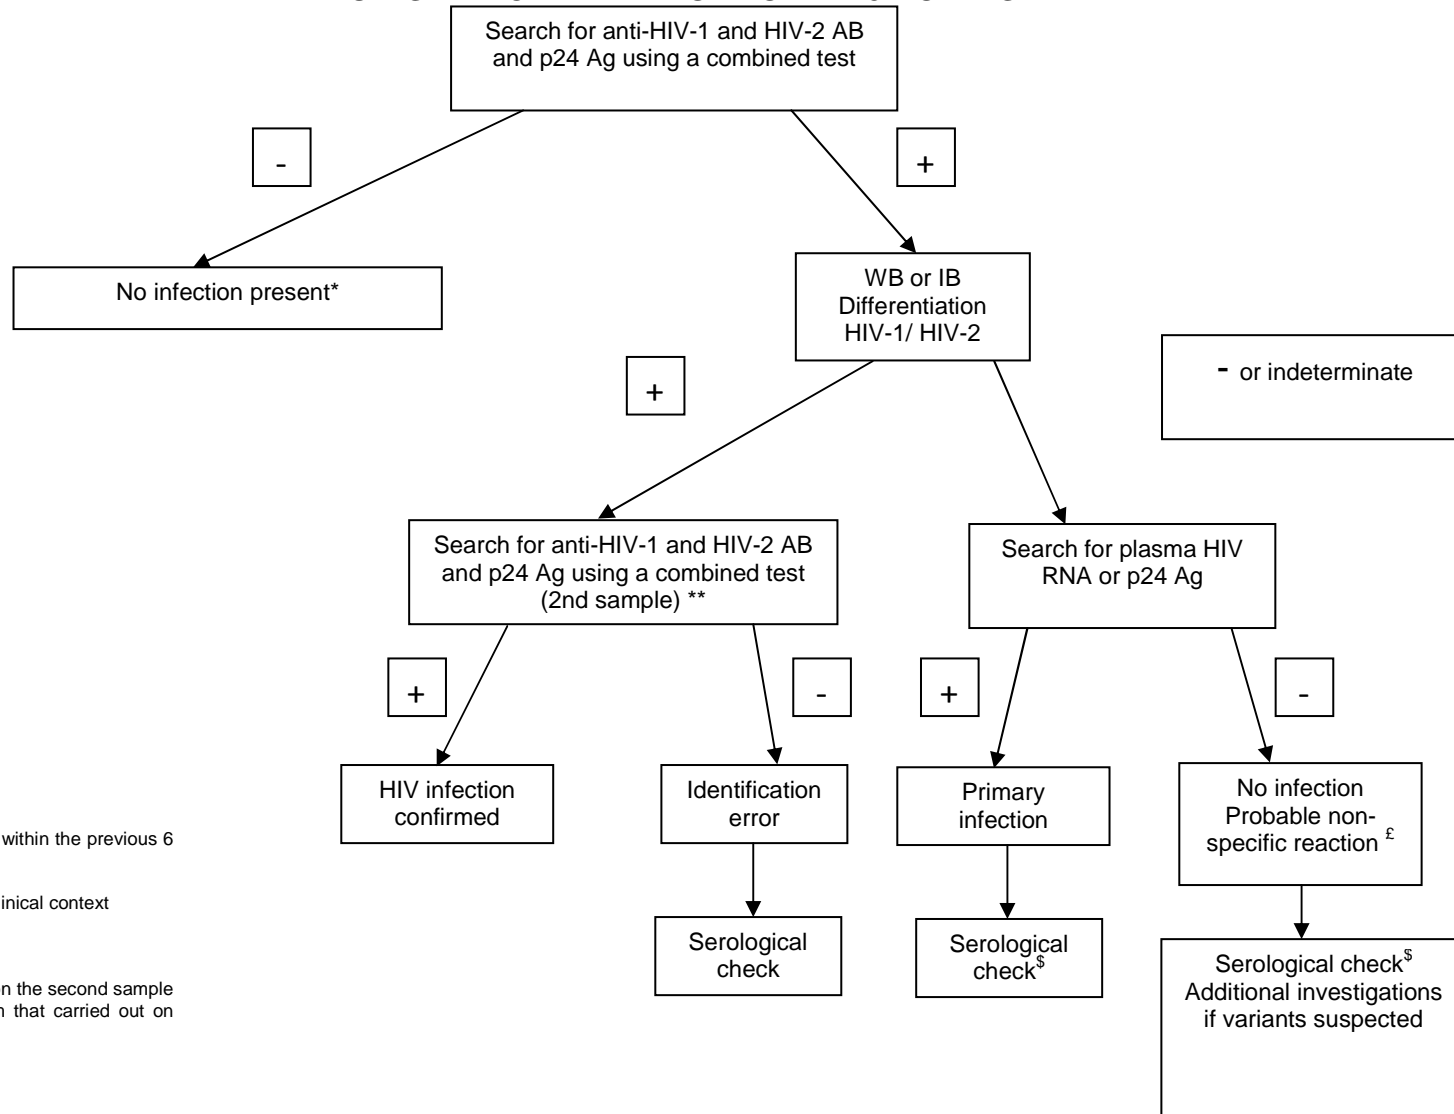 Search for anti-HIV-1 and HIV-2 AB
and p24 Ag using a combined test
-
+
No infection present*
WB or IB
Differentiation
HIV-1/ HIV-2
+
- or indeterminate
Search for anti-HIV-1 and HIV-2 AB
and p24 Ag using a combined test
(2nd sample) **
Search for plasma HIV
RNA or p24 Ag
+
-
+
-
HIV infection
confirmed
Identification
error
Primary
infection
No infection
Probable non-
specific reaction £
Serological
check
Serological
check$
Serological check$
Additional investigations
if variants suspected
within the previous 6
inical context
n the second sample
that carried out on